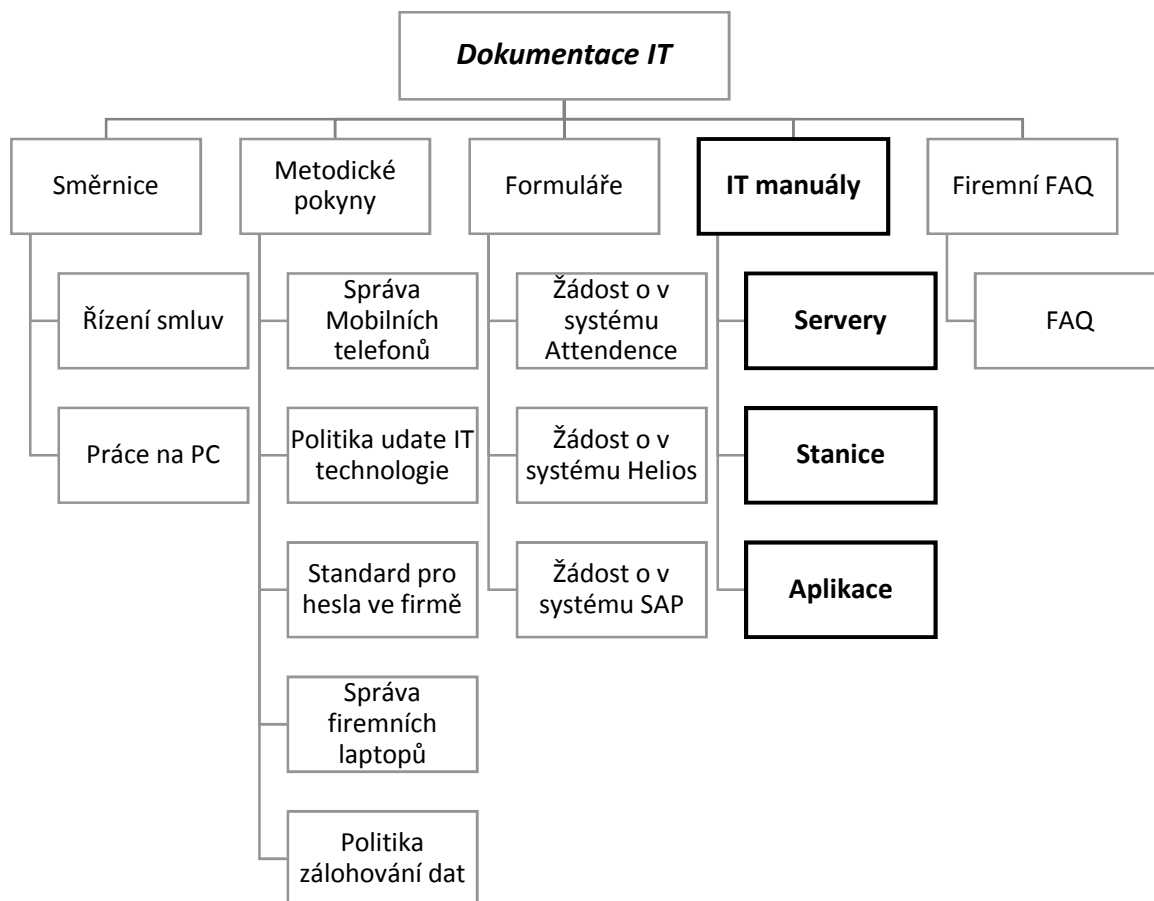 Dokumentace IT
Směrnice
Metodické
pokyny
Formuláře
IT manuály
Firemní FAQ
Řízení smluv
Správa
Mobilních
telefonů
Žádost o v
systému
Attendence
Servery
FAQ
Práce na PC
Politika udate IT
technologie
Žádost o v
systému Helios
Stanice
Standard pro
hesla ve firmě
Žádost o v
systému SAP
Aplikace
Správa
firemních
laptopů
Politika
zálohování dat